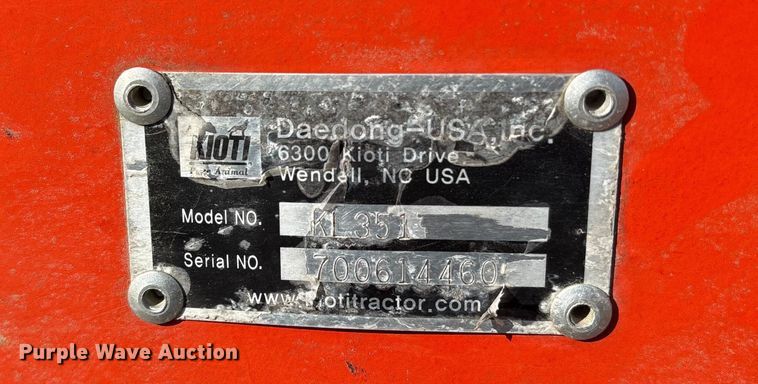 KIOTI
Animal
Daedong-USA, Inc.
6300 Kioti Drive
Wendell, NC USA
Model NO. KL351
Serial NO. 700614460
www.kiotitractor.com
Purple Wave Auction